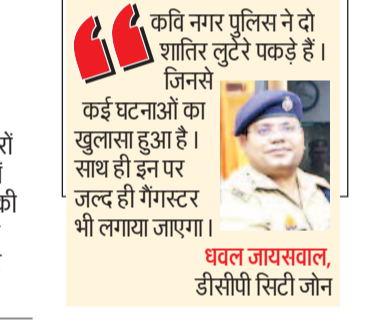 कवि नगर पुलिस ने दो
शातिर लुटेरे पकड़े हैं।
जिनसे
कई घटनाओं का
खुलासा हुआ है।
साथ ही इन पर
जल्द ही गैंगस्टर
भी लगाया जाएगा।
धवल जायसवाल,
डीसीपी सिटी जोन
रों
की